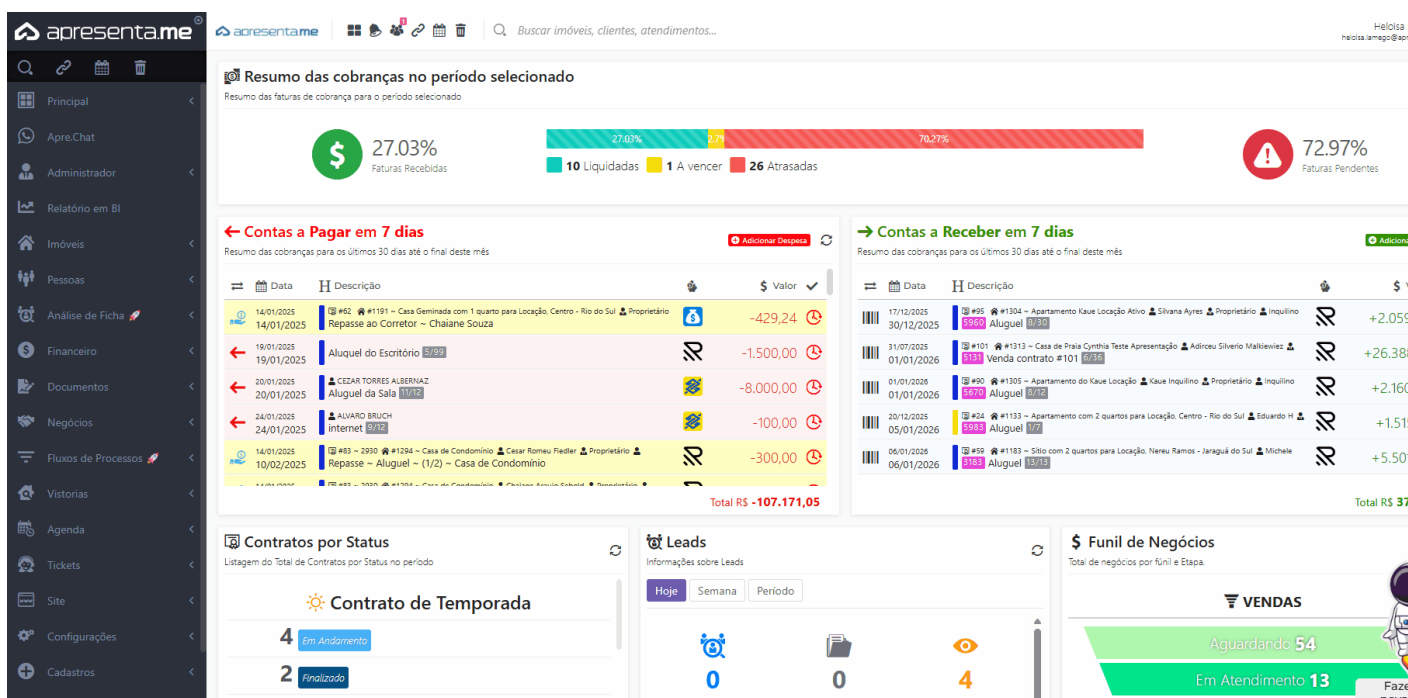 apresenta.me
Principal
Apre.Chat
Administrador
Relatório em BI
Imóveis
Pessoas
Análise de Ficha 🚀
Financeiro
Documentos
Negócios
Fluxos de Processos 🚀
Vistorias
Agenda
Tickets
Site
Configurações
Cadastros
apresenta.me
1
Buscar imóveis, clientes, atendimentos...
Heloisa
heloisa.lamego@apr
Resumo das cobranças no período selecionado
Resumo das faturas de cobrança para o período selecionado
27.03%
Faturas Recebidas
27.03% 2.7% 70.27%
10 Liquidadas 1 A vencer 26 Atrasadas
72.97%
Faturas Pendentes
← Contas a Pagar em 7 dias
Adicionar Despesa
Resumo das cobranças para os últimos 30 dias até o final deste mês
Data Descrição $ Valor
14/01/2025 #62 #1191 ~ Casa Geminada com 1 quarto para Locação, Centro - Rio do Sul Proprietário
14/01/2025 Repasse ao Corretor ~ Chaiane Souza -429,24
19/01/2025
19/01/2025 Aluguel do Escritório 5/99 -1.500,00
20/01/2025 CEZAR TORRES ALBERNAZ
20/01/2025 Aluguel da Sala 11/12 -8.000,00
24/01/2025 ALVARO BRUCH
24/01/2025 internet 9/12 -100,00
14/01/2025 #83 ~ 2930 #1294 ~ Casa de Condomínio Cesar Romeu Fiedler Proprietário
10/02/2025 Repasse ~ Aluguel ~ (1/2) ~ Casa de Condomínio -300,00
Total R$ -107.171,05
→ Contas a Receber em 7 dias
Adiciona
Resumo das cobranças para os últimos 30 dias até o final deste mês
Data Descrição $ V
17/12/2025 #95 #1304 ~ Apartamento Kaue Locação Ativo Silvana Ayres Proprietário Inquilino
30/12/2025 5960 Aluguel 8/30 +2.059
31/07/2025 #101 #1313 ~ Casa de Praia Cynthia Teste Apresentação Adirceu Silverio Malkiewiez
01/01/2026 5131 Venda contrato #101 6/36 +26.388
01/01/2026 #90 #1305 ~ Apartamento do Kaue Locação Kaue Inquilino Proprietário Inquilino
01/01/2026 5670 Aluguel 8/12 +2.160
20/12/2025 #24 #1133 ~ Apartamento com 2 quartos para Locação, Centro - Rio do Sul Eduardo H
05/01/2026 5983 Aluguel 1/7 +1.515
06/01/2026 #59 #1183 ~ Sítio com 2 quartos para Locação, Nereu Ramos - Jaraguá do Sul Michele
06/01/2026 3183 Aluguel 13/13 +5.501
Total R$ 37
Contratos por Status
Listagem do Total de Contratos por Status no período
Contrato de Temporada
4 Em Andamento
2 Finalizado
Leads
Informações sobre Leads
Hoje Semana Período
0 0 4
$ Funil de Negócios
Total de negócios por fúnil e Etapa.
VENDAS
Aguardando 54
Em Atendimento 13
Faze